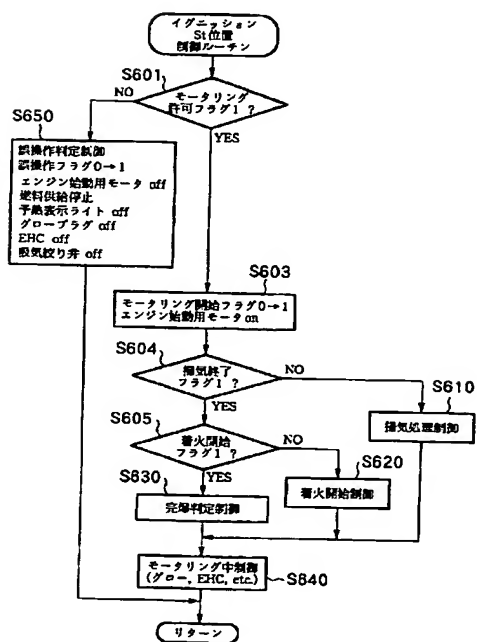 イグニッション
St位置
制御ルーチン
S601
モータリング
許可フラグ1 ?
NO
YES
S650
誤操作判定制御
誤操作フラグ0→1
エンジン始動用モータ off
燃料供給停止
予熱表示ライト off
グロープラグ off
EHC off
吸気絞り弁 off
S603
モータリング開始フラグ0→1
エンジン始動用モータon
S604
掃気終了
フラグ1 ?
NO
YES
S610
掃気処理制御
S605
着火開始
フラグ1 ?
NO
YES
S620
着火開始制御
S630
完爆判定制御
モータリング中制御
(グロー, EHC, etc.)
S640
リターン